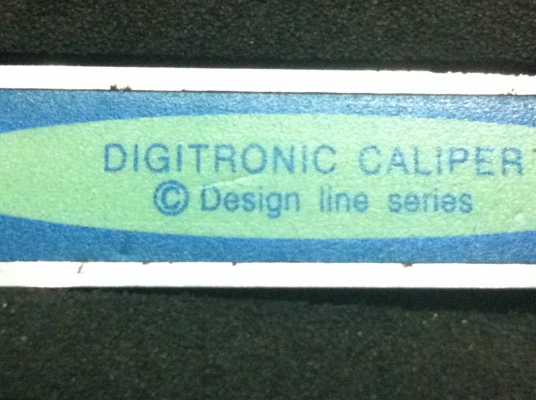 DIGITRONIC CALIPER
© Design line series